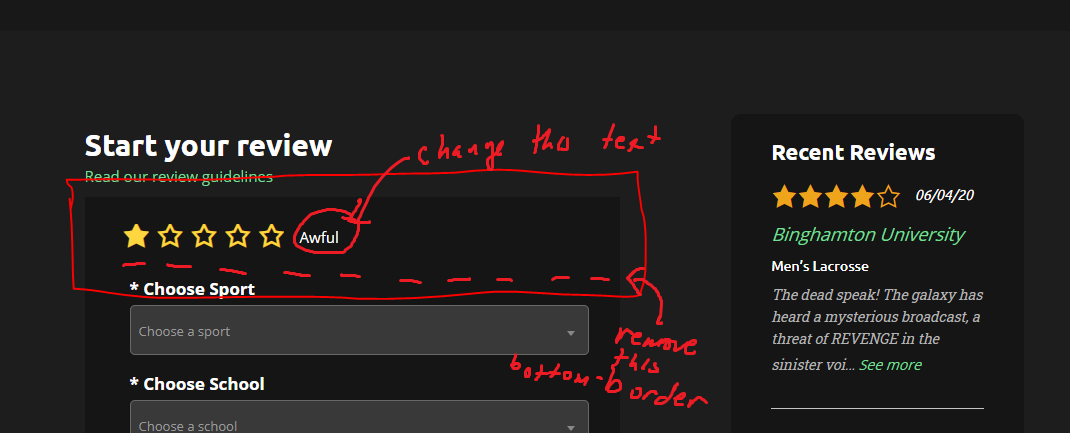 change this text
Start your review
Read our review guidelines
Awful
* Choose Sport
Choose a sport
remove
this
bottom-border
* Choose School
Choose a school
Recent Reviews
06/04/20
Binghamton University
Men's Lacrosse
The dead speak! The galaxy has
heard a mysterious broadcast, a
threat of REVENGE in the
sinister voi... See more